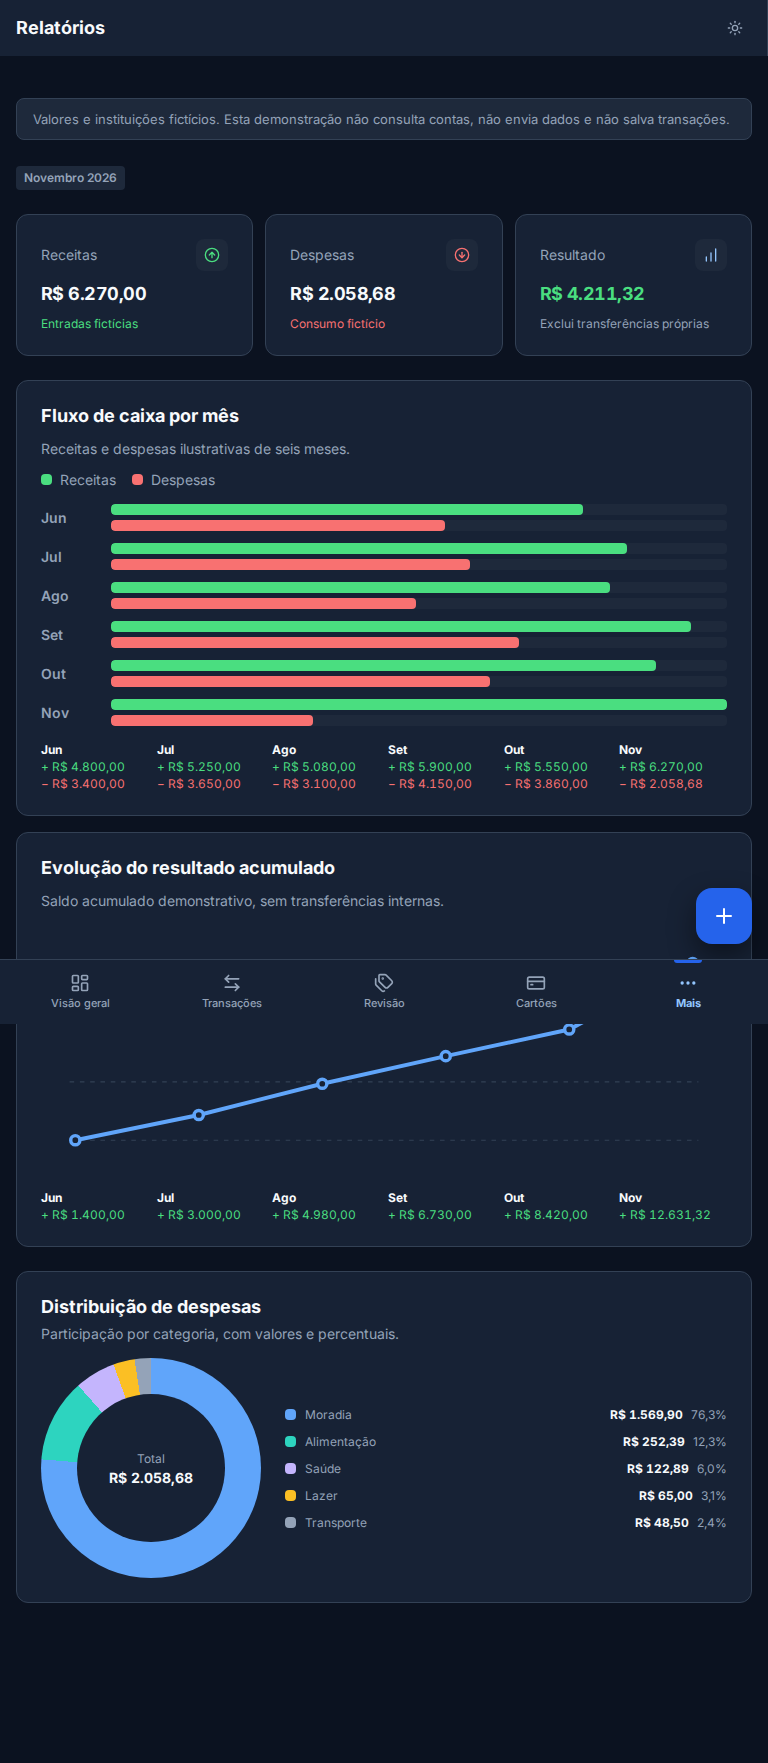 Relatórios
Valores e instituições fictícios. Esta demonstração não consulta contas, não envia dados e não salva transações.
Novembro 2026
Receitas
R$ 6.270,00
Entradas fictícias
Despesas
R$ 2.058,68
Consumo fictício
Resultado
R$ 4.211,32
Exclui transferências próprias
Fluxo de caixa por mês
Receitas e despesas ilustrativas de seis meses.
Receitas Despesas
Jun
Jul
Ago
Set
Out
Nov
Jun Jul Ago Set Out Nov
+ R$ 4.800,00 + R$ 5.250,00 + R$ 5.080,00 + R$ 5.900,00 + R$ 5.550,00 + R$ 6.270,00
− R$ 3.400,00 − R$ 3.650,00 − R$ 3.100,00 − R$ 4.150,00 − R$ 3.860,00 − R$ 2.058,68
Evolução do resultado acumulado
Saldo acumulado demonstrativo, sem transferências internas.
Visão geral Transações Revisão Cartões Mais
Jun Jul Ago Set Out Nov
+ R$ 1.400,00 + R$ 3.000,00 + R$ 4.980,00 + R$ 6.730,00 + R$ 8.420,00 + R$ 12.631,32
Distribuição de despesas
Participação por categoria, com valores e percentuais.
Total
R$ 2.058,68
Moradia R$ 1.569,90 76,3%
Alimentação R$ 252,39 12,3%
Saúde R$ 122,89 6,0%
Lazer R$ 65,00 3,1%
Transporte R$ 48,50 2,4%